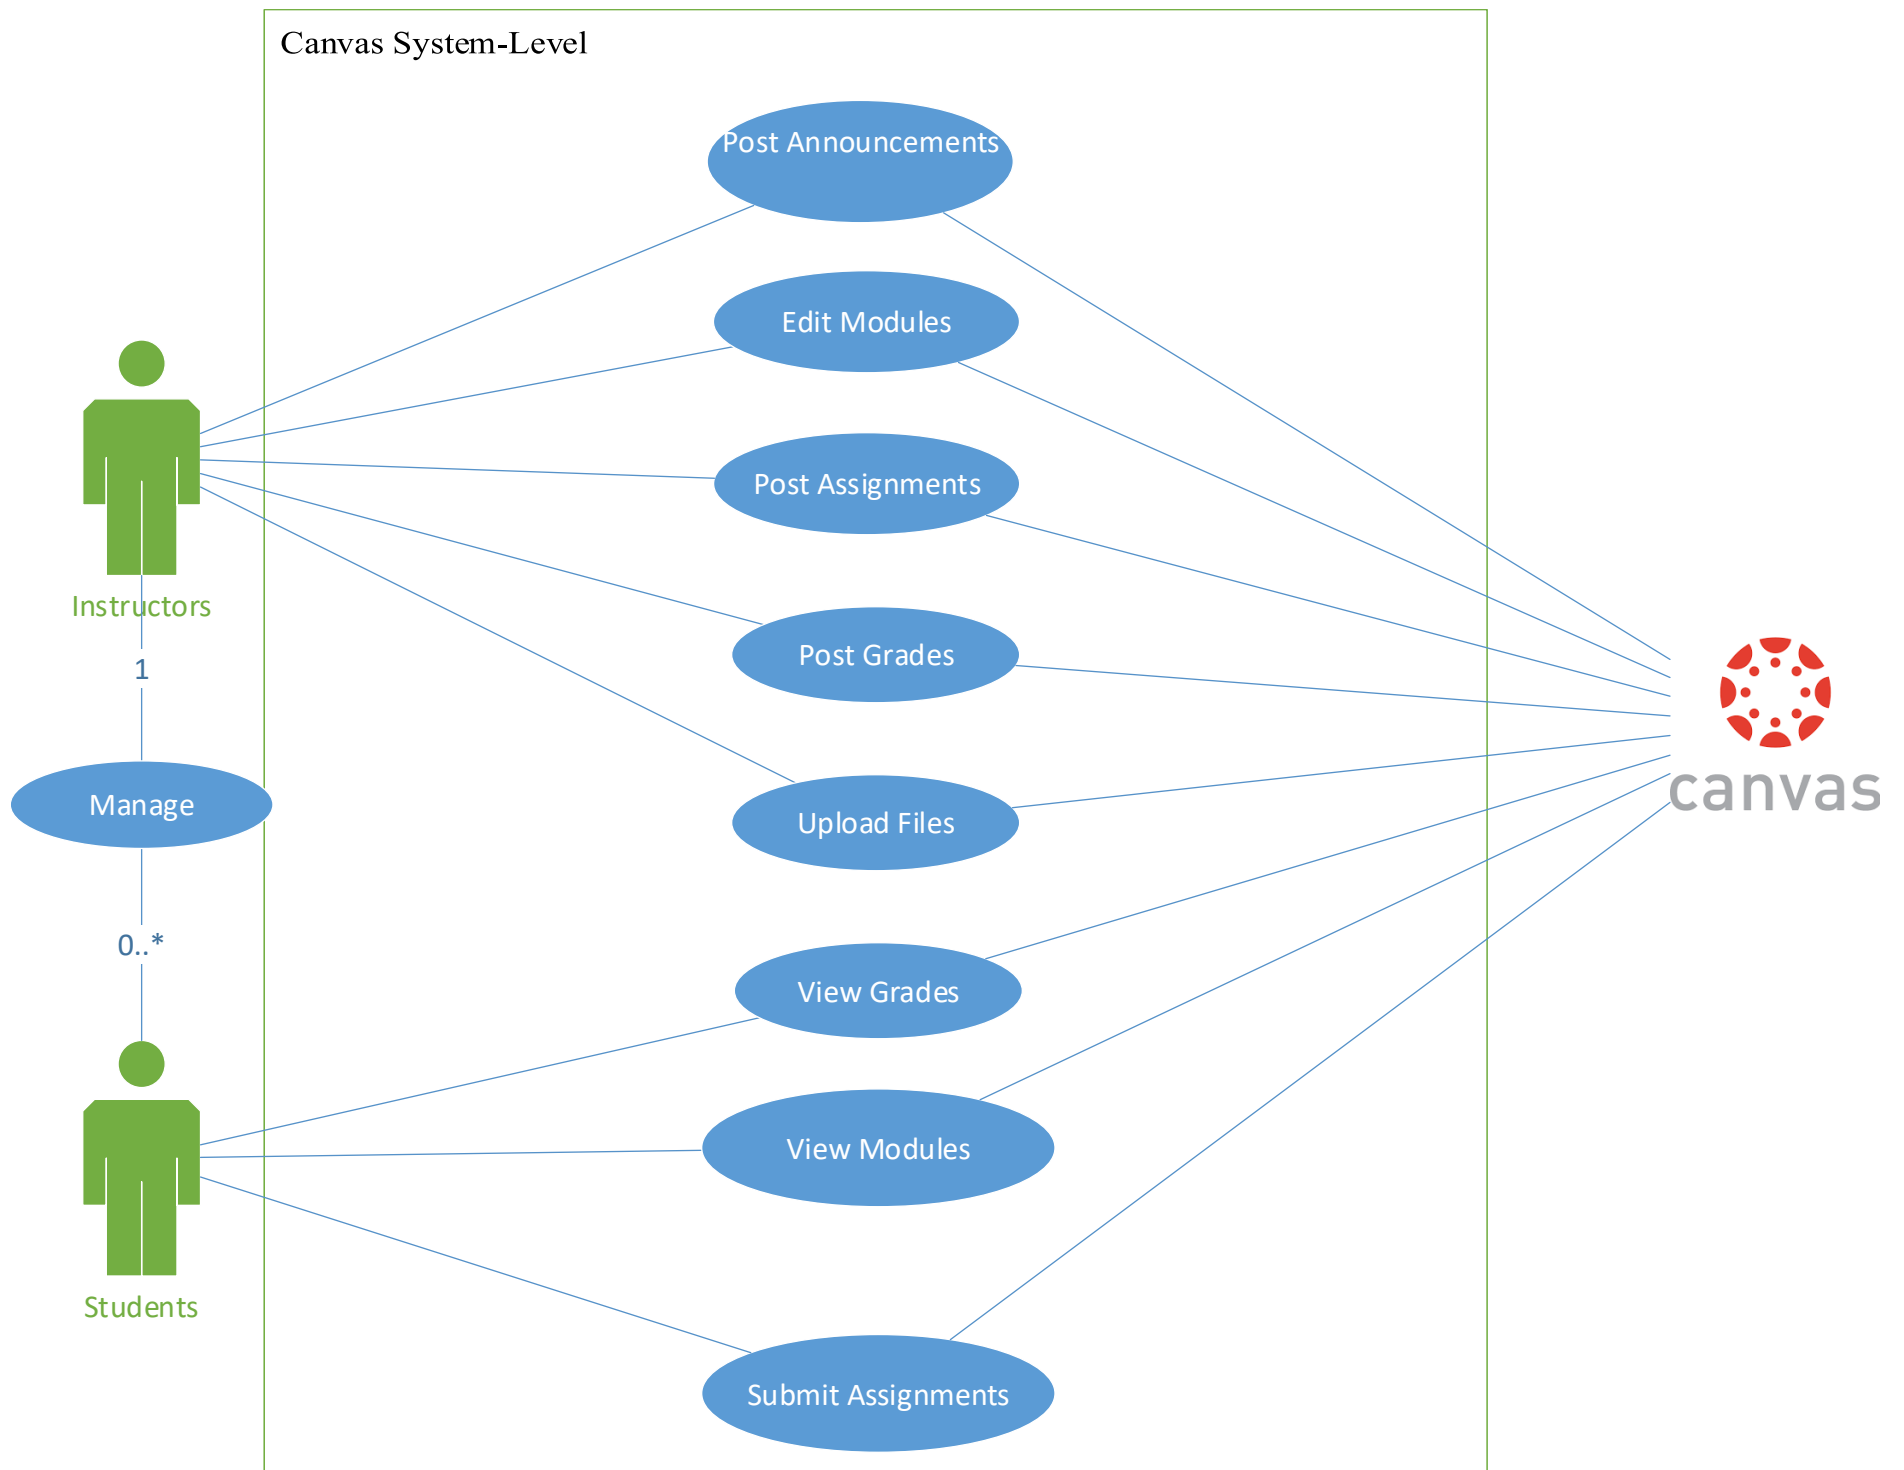 Canvas System-Level
Post Announcements
Edit Modules
Post Assignments
Instructors
1
Post Grades
Manage
Upload Files
canvas
0..*
View Grades
View Modules
Students
Submit Assignments